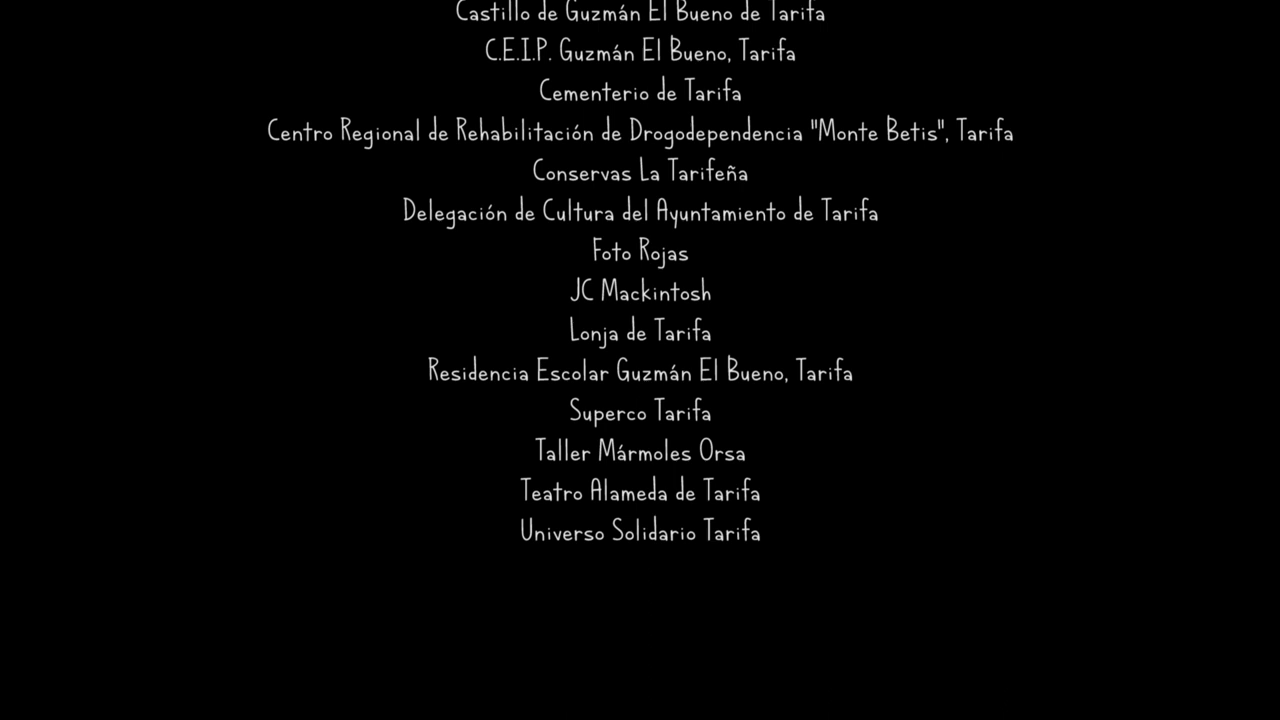 Castillo de Guzmán El Bueno de Tarifa
C.E.I.P. Guzmán El Bueno, Tarifa
Cementerio de Tarifa
Centro Regional de Rehabilitación de Drogodependencia "Monte Betis", Tarifa
Conservas La Tarifeña
Delegación de Cultura del Ayuntamiento de Tarifa
Foto Rojas
JC Mackintosh
Lonja de Tarifa
Residencia Escolar Guzmán El Bueno, Tarifa
Superco Tarifa
Taller Mármoles Orsa
Teatro Alameda de Tarifa
Universo Solidario Tarifa